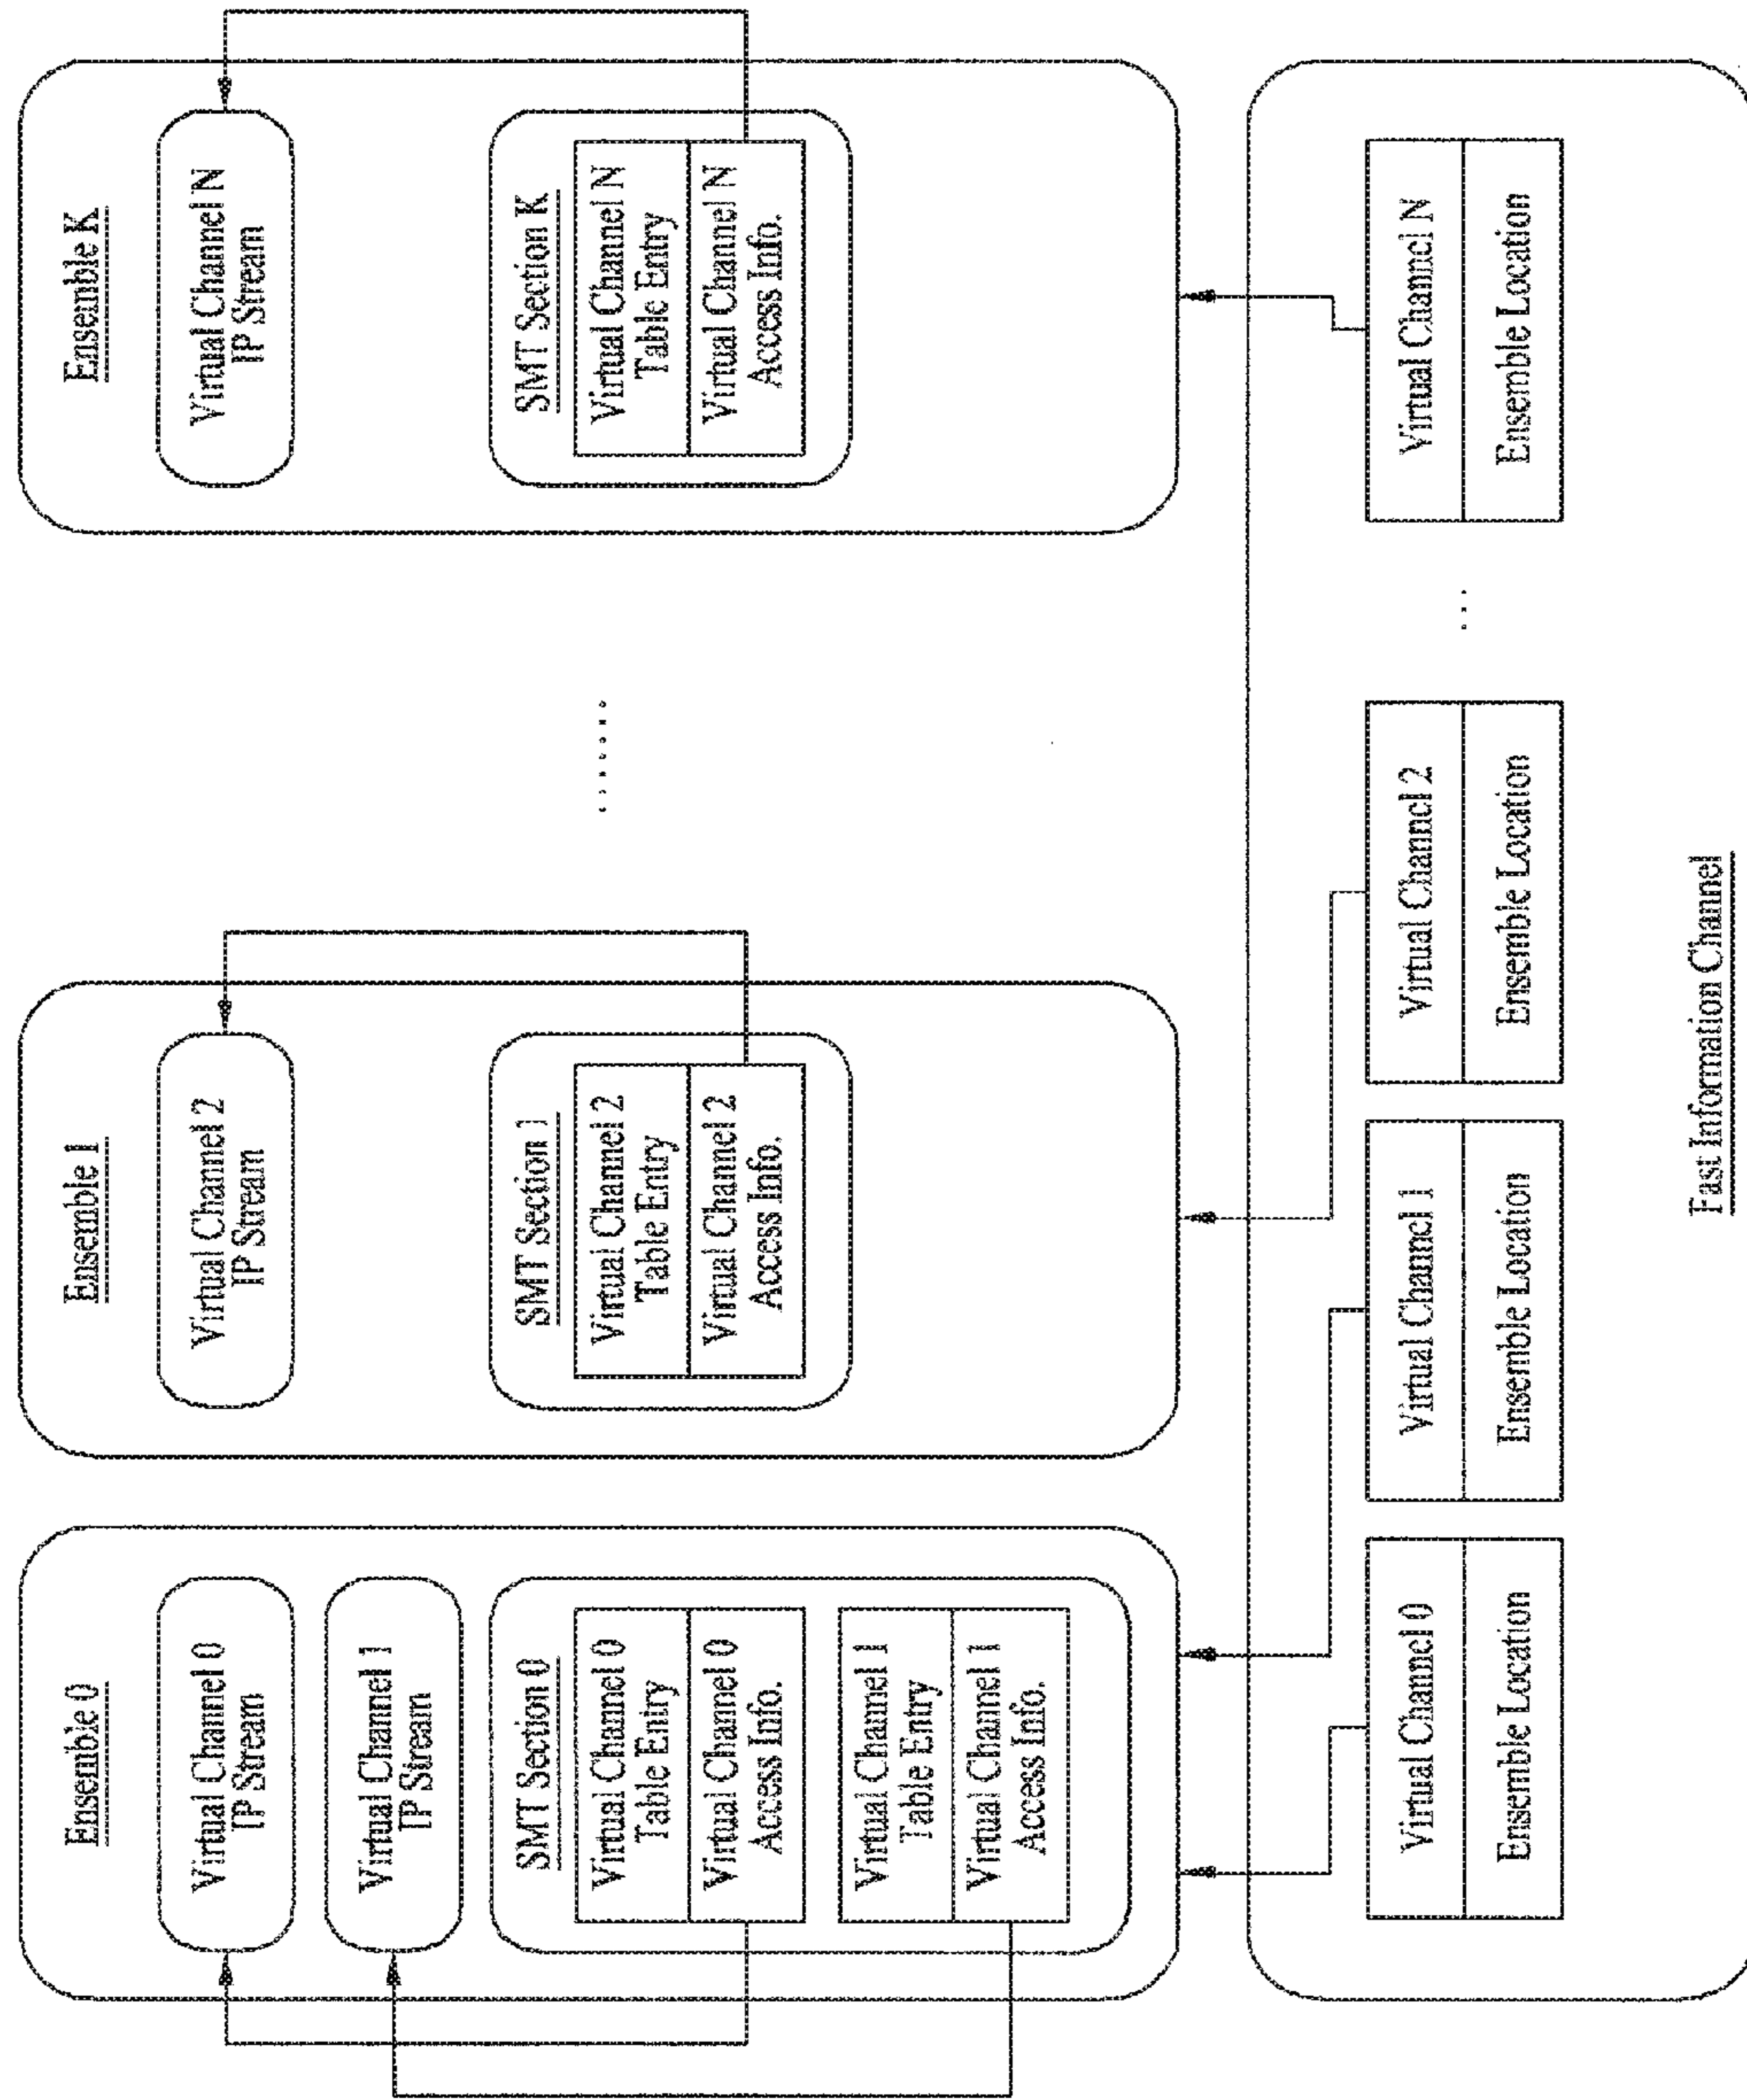 Ensemble 0
Virtual Channel 0
IP Stream
Virtual Channel 1
IP Stream
SMT Section 0
Virtual Channel 0
Table Entry
Virtual Channel 0
Access Info.
Virtual Channel 1
Table Entry
Virtual Channel 1
Access Info.
Ensemble 1
Virtual Channel 2
IP Stream
SMT Section 1
Virtual Channel 2
Table Entry
Virtual Channel 2
Access Info.
.......
Ensemble K
Virtual Channel N
IP Stream
SMT Section K
Virtual Channel N
Table Entry
Virtual Channel N
Access Info.
Virtual Channel 0
Ensemble Location
Virtual Channel 1
Ensemble Location
Virtual Channel 2
Ensemble Location
...
Virtual Channel N
Ensemble Location
Fast Information Channel